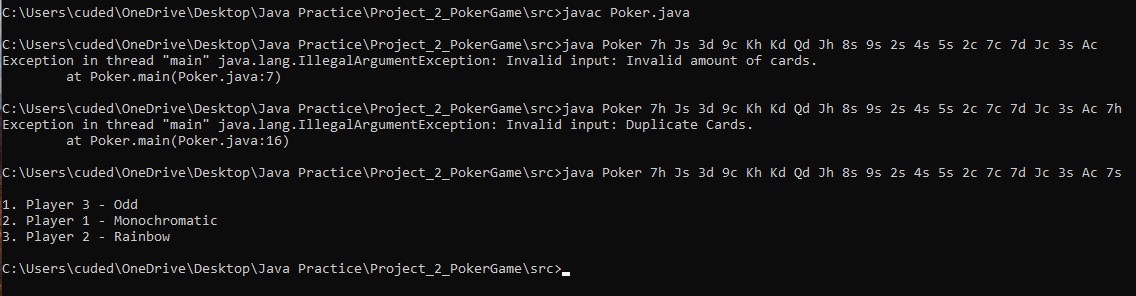 C:\Users\cuded\OneDrive\Desktop\Java Practice\Project_2_PokerGame\src>javac Poker.java
C:\Users\cuded\OneDrive\Desktop\Java Practice\Project_2_PokerGame\src>java Poker 7h Js 3d 9c Kh Kd Qd Jh 8s 9s 2s 4s 5s 2c 7c 7d Jc 3s Ac
Exception in thread "main" java.lang.IllegalArgumentException: Invalid input: Invalid amount of cards.
        at Poker.main(Poker.java:7)
C:\Users\cuded\OneDrive\Desktop\Java Practice\Project_2_PokerGame\src>java Poker 7h Js 3d 9c Kh Kd Qd Jh 8s 9s 2s 4s 5s 2c 7c 7d Jc 3s Ac 7h
Exception in thread "main" java.lang.IllegalArgumentException: Invalid input: Duplicate Cards.
        at Poker.main(Poker.java:16)
C:\Users\cuded\OneDrive\Desktop\Java Practice\Project_2_PokerGame\src>java Poker 7h Js 3d 9c Kh Kd Qd Jh 8s 9s 2s 4s 5s 2c 7c 7d Jc 3s Ac 7s
1. Player 3 - Odd
2. Player 1 - Monochromatic
3. Player 2 - Rainbow
C:\Users\cuded\OneDrive\Desktop\Java Practice\Project_2_PokerGame\src>